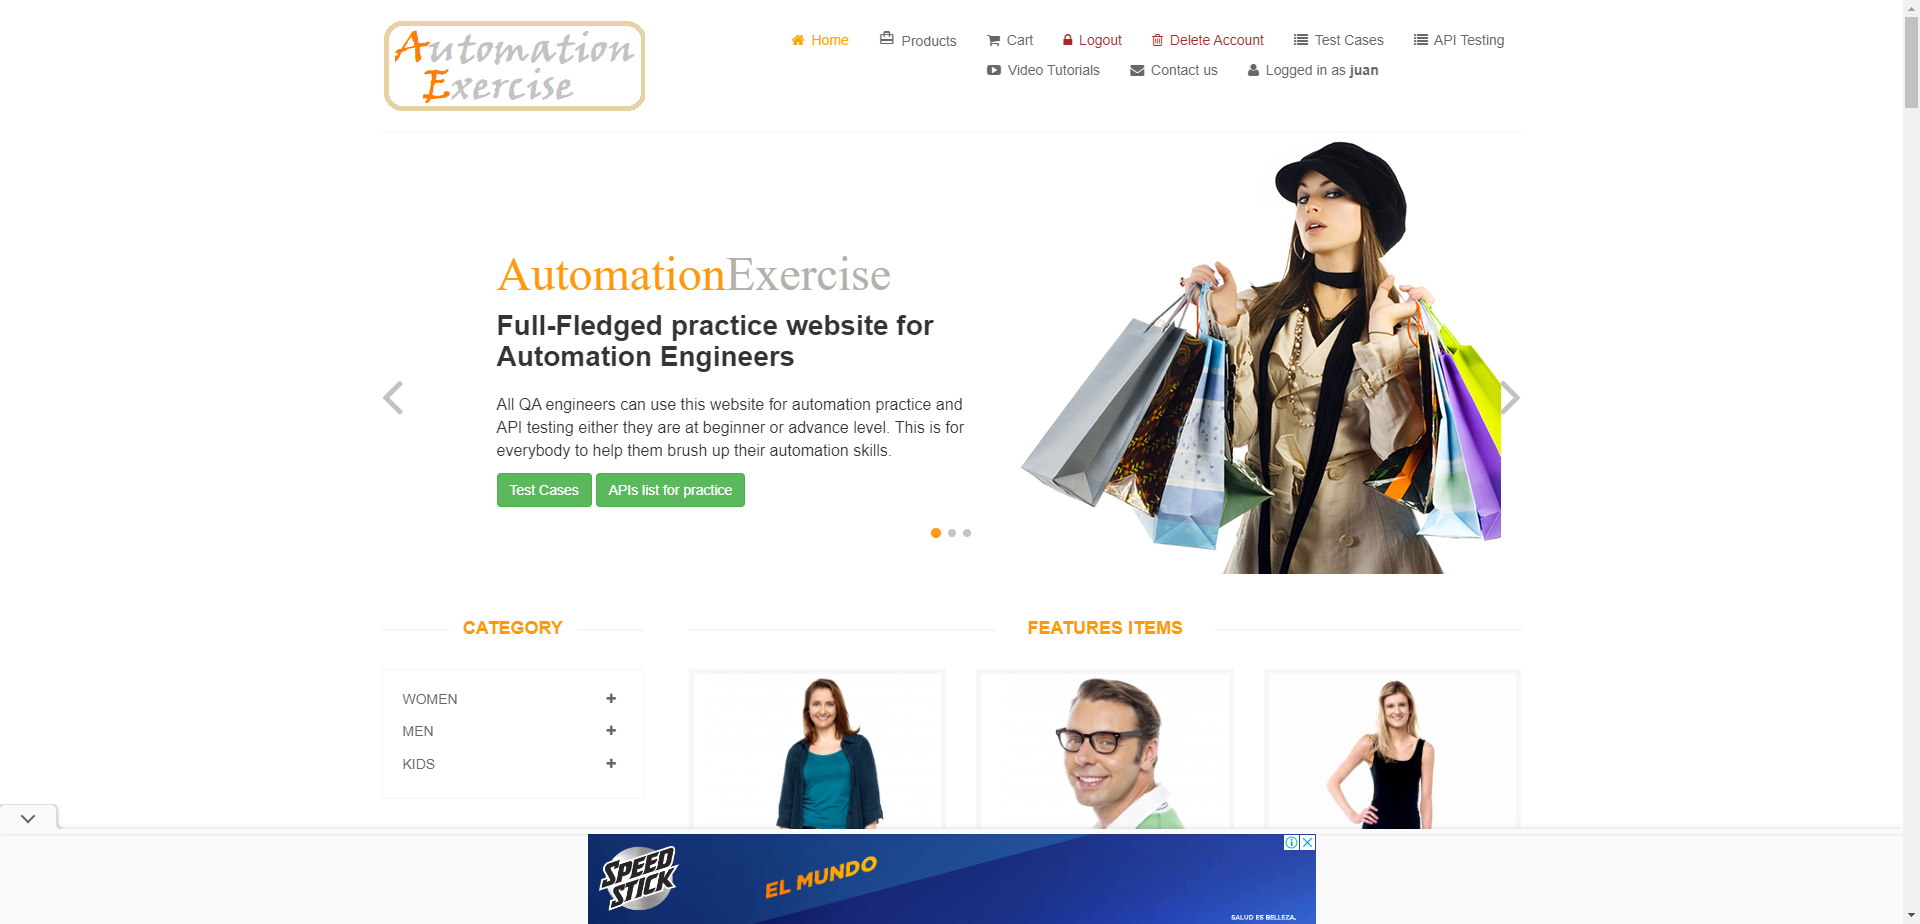 Automation
Exercise
Home
Products
Cart
Logout
Delete Account
Test Cases
API Testing
Video Tutorials
Contact us
Logged in as juan
AutomationExercise
Full-Fledged practice website for
Automation Engineers
All QA engineers can use this website for automation practice and
API testing either they are at beginner or advance level. This is for
everybody to help them brush up their automation skills.
Test Cases
APIs list for practice
CATEGORY
FEATURES ITEMS
WOMEN
MEN
KIDS
SPEED
STICK
EL MUNDO
SALUD ES BELLEZA.